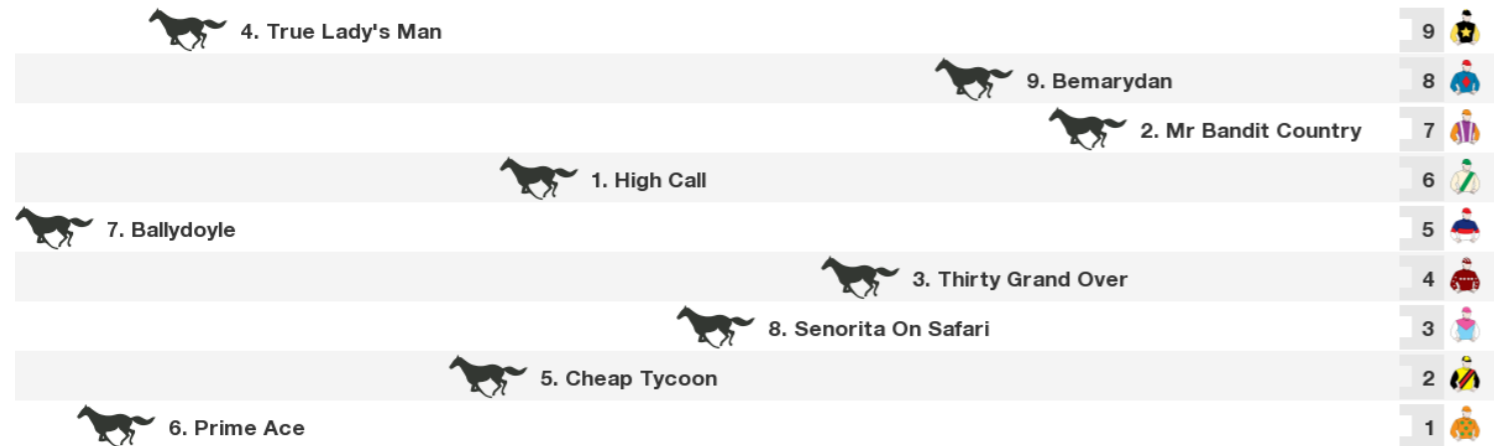 4. True Lady's Man 9
9. Bemarydan 8
2. Mr Bandit Country 7
1. High Call 6
7. Ballydoyle 5
3. Thirty Grand Over 4
8. Senorita On Safari 3
5. Cheap Tycoon 2
6. Prime Ace 1